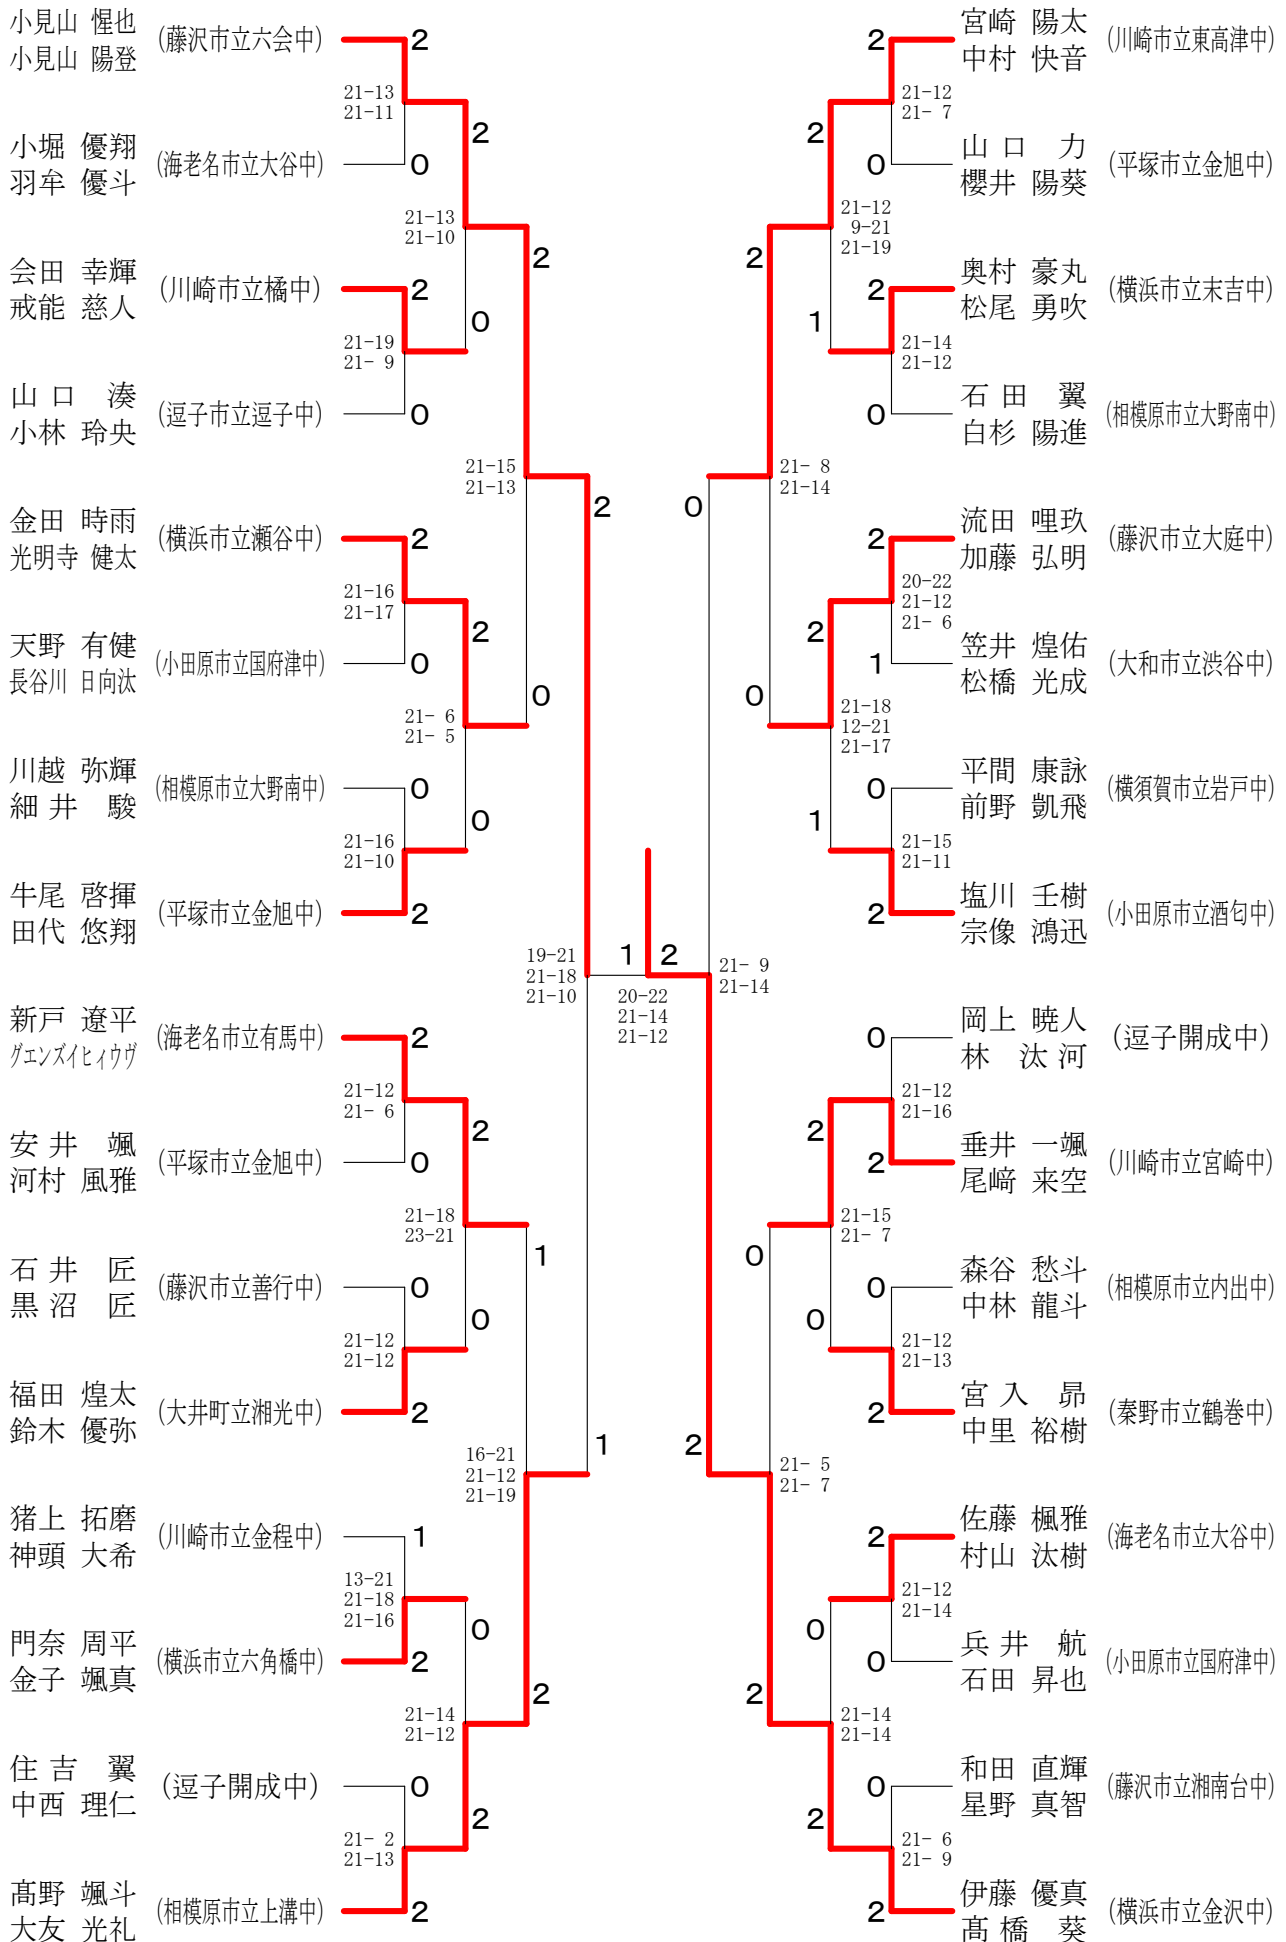 小見山 惺也
小見山 陽登
(藤沢市立六会中)
2
21-13
21-11
小堀 優翔
羽牟 優斗
(海老名市立大谷中)
0
2
21-13
21-10
会田 幸輝
戒能 慈人
(川崎市立橘中)
2
0
21-19
21- 9
山口 湊
小林 玲央
(逗子市立逗子中)
0
2
21-15
21-13
金田 時雨
光明寺 健太
(横浜市立瀬谷中)
2
21-16
21-17
天野 有健
長谷川 日向汰
(小田原市立国府津中)
0
2
21- 6
21- 5
0
川越 弥輝
細井 駿
(相模原市立大野南中)
0
0
21-16
21-10
牛尾 啓揮
田代 悠翔
(平塚市立金旭中)
2
2
19-21
21-18
21-10
新戸 遼平
グエンズイヒィウヴ
(海老名市立有馬中)
2
21-12
21- 6
安井 颯
河村 風雅
(平塚市立金旭中)
0
2
21-18
23-21
1
石井 匠
黒沼 匠
(藤沢市立善行中)
0
0
21-12
21-12
福田 煌太
鈴木 優弥
(大井町立湘光中)
2
16-21
21-12
21-19
1
猪上 拓磨
神頭 大希
(川崎市立金程中)
1
13-21
21-18
21-16
門奈 周平
金子 颯真
(横浜市立六角橋中)
2
0
21-14
21-12
2
住吉 翼
中西 理仁
(逗子開成中)
0
2
21- 2
21-13
髙野 颯斗
大友 光礼
(相模原市立上溝中)
2
1 2
20-22
21-14
21-12
宮崎 陽太
中村 快音
(川崎市立東高津中)
2
21-12
21- 7
山口 力
櫻井 陽葵
(平塚市立金旭中)
0
2
21-12
9-21
21-19
2
奥村 豪丸
松尾 勇吹
(横浜市立末吉中)
2
1
21-14
21-12
石田 翼
白杉 陽進
(相模原市立大野南中)
0
21- 8
21-14
0
流田 哩玖
加藤 弘明
(藤沢市立大庭中)
2
20-22
21-12
21- 6
笠井 煌佑
松橋 光成
(大和市立渋谷中)
1
2
21-18
12-21
21-17
0
平間 康詠
前野 凱飛
(横須賀市立岩戸中)
0
1
21-15
21-11
塩川 壬樹
宗像 鴻迅
(小田原市立酒匂中)
2
21- 9
21-14
岡上 暁人
林 汰河
(逗子開成中)
0
21-12
21-16
垂井 一颯
尾﨑 来空
(川崎市立宮崎中)
2
2
21-15
21- 7
0
森谷 愁斗
中林 龍斗
(相模原市立内出中)
0
0
21-12
21-13
宮入 昴
中里 裕樹
(秦野市立鶴巻中)
2
2
21- 5
21- 7
佐藤 楓雅
村山 汰樹
(海老名市立大谷中)
2
21-12
21-14
兵井 航
石田 昇也
(小田原市立国府津中)
0
0
21-14
21-14
2
和田 直輝
星野 真智
(藤沢市立湘南台中)
0
2
21- 6
21- 9
伊藤 優真
髙橋 葵
(横浜市立金沢中)
2